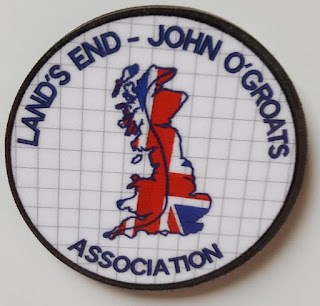 LAND'S END - JOHN O'GROATS
ASSOCIATION